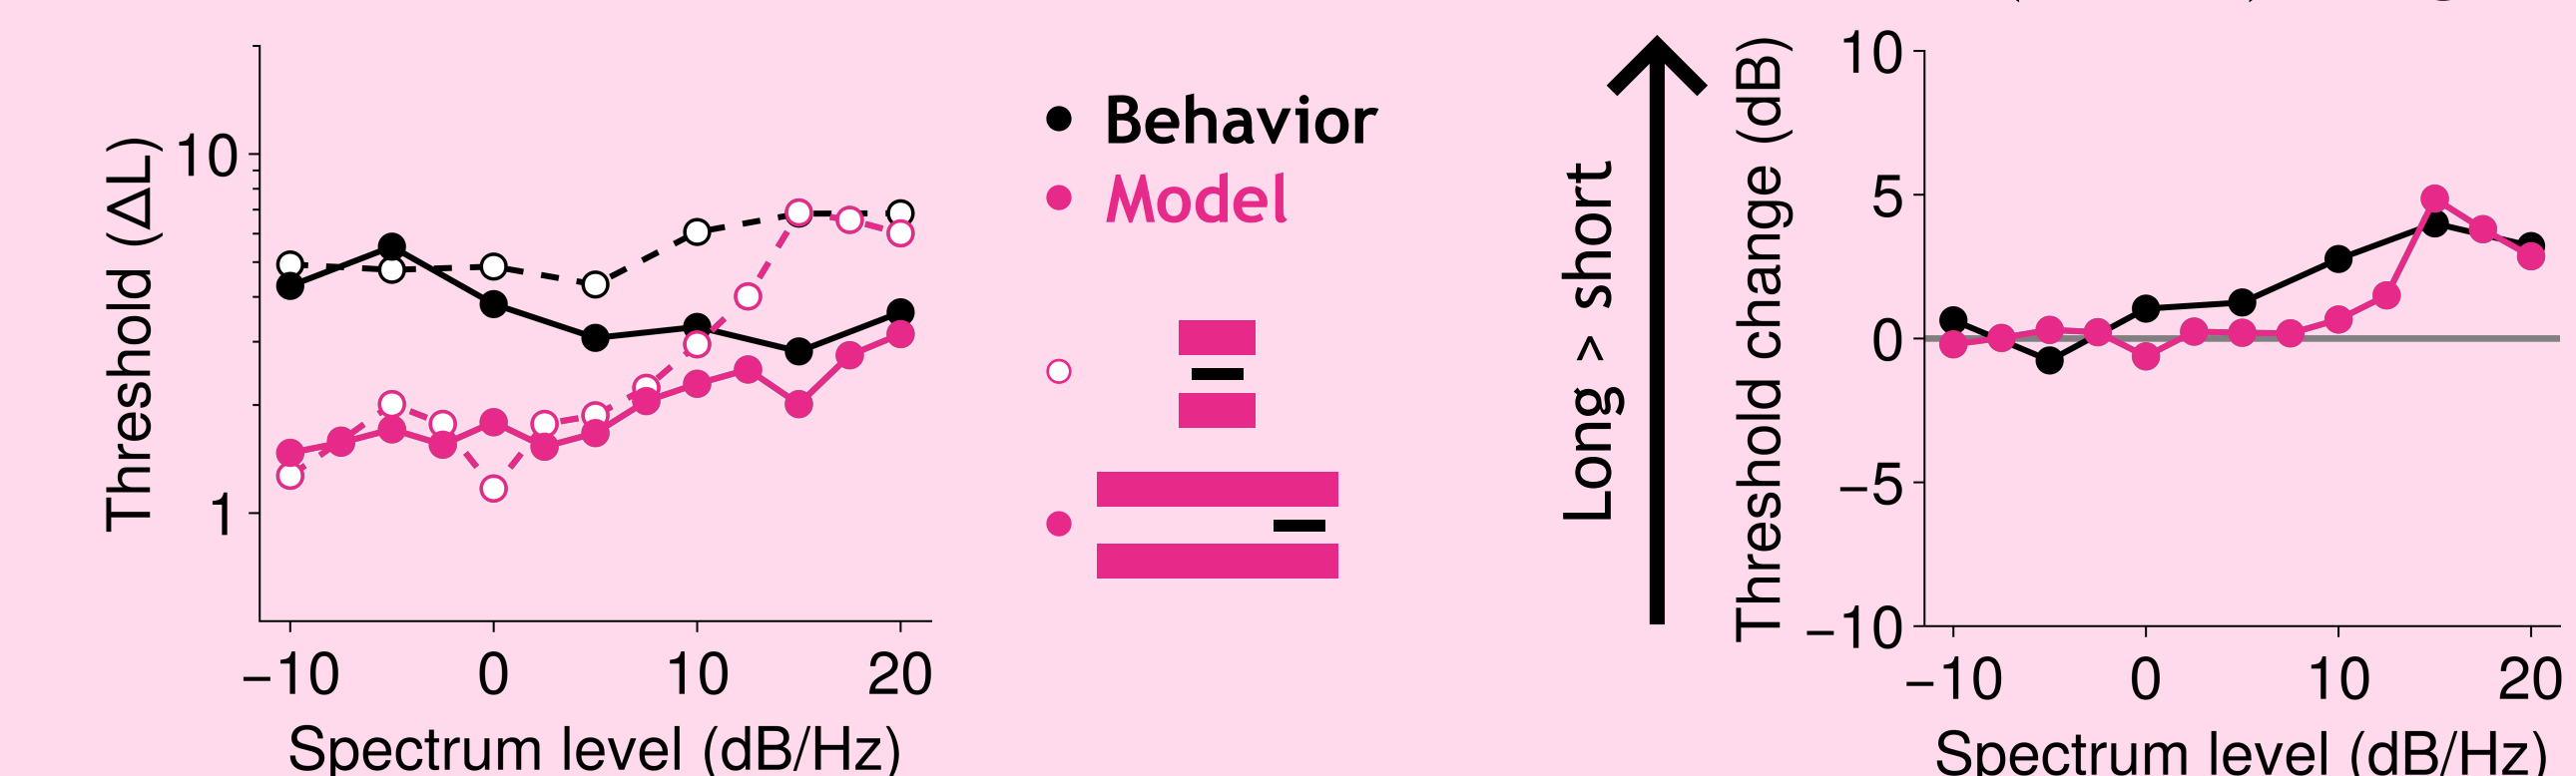 Threshold (ΔL)
10
1
−10 0 10 20
Spectrum level (dB/Hz)
Behavior
Model
Long > short
Threshold change (dB)
10
5
0
−5
−10
−10 0 10 20
Spectrum level (dB/Hz)